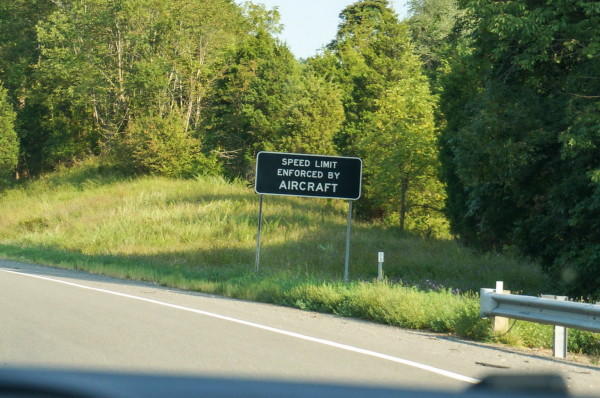 SPEED LIMIT
ENFORCED BY
AIRCRAFT